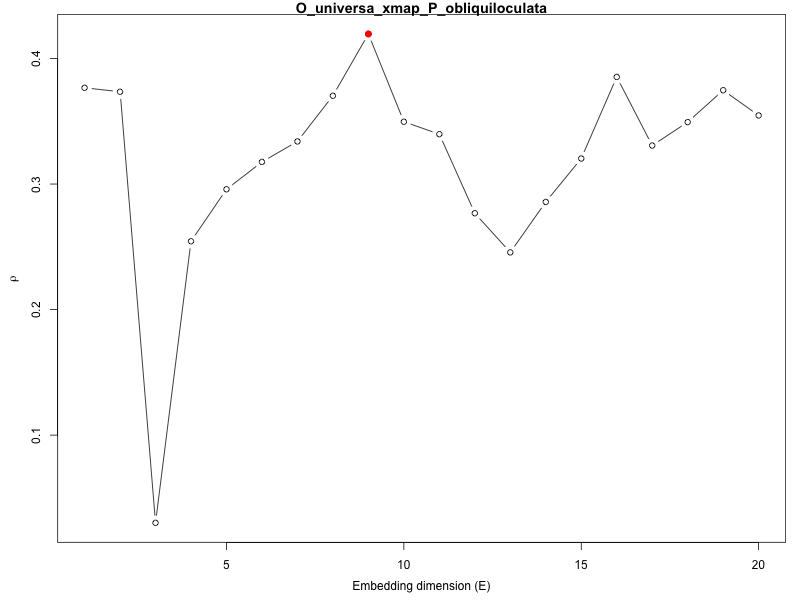 O_universa_xmap_P_obliquiloculata
0.4
0.3
0.2
0.1
ρ
5 10 15 20
Embedding dimension (E)